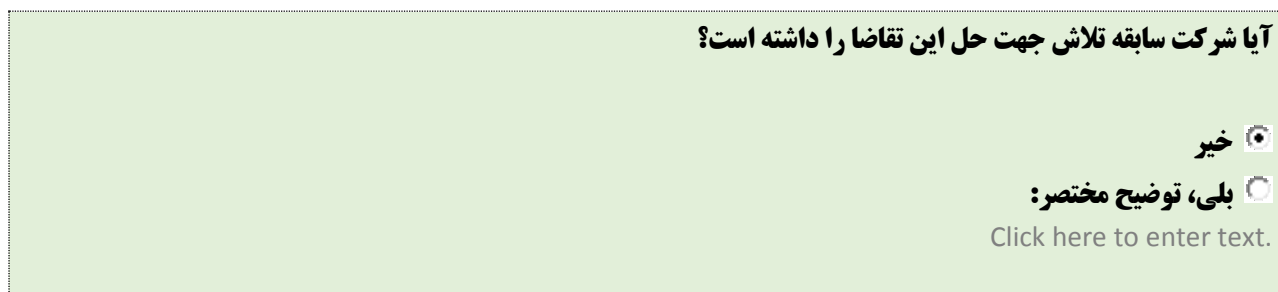 آیا شرکت سابقه تلاش جهت حل این تقاضا را داشته است؟
خیر
بلی، توضیح مختصر:
Click here to enter text.